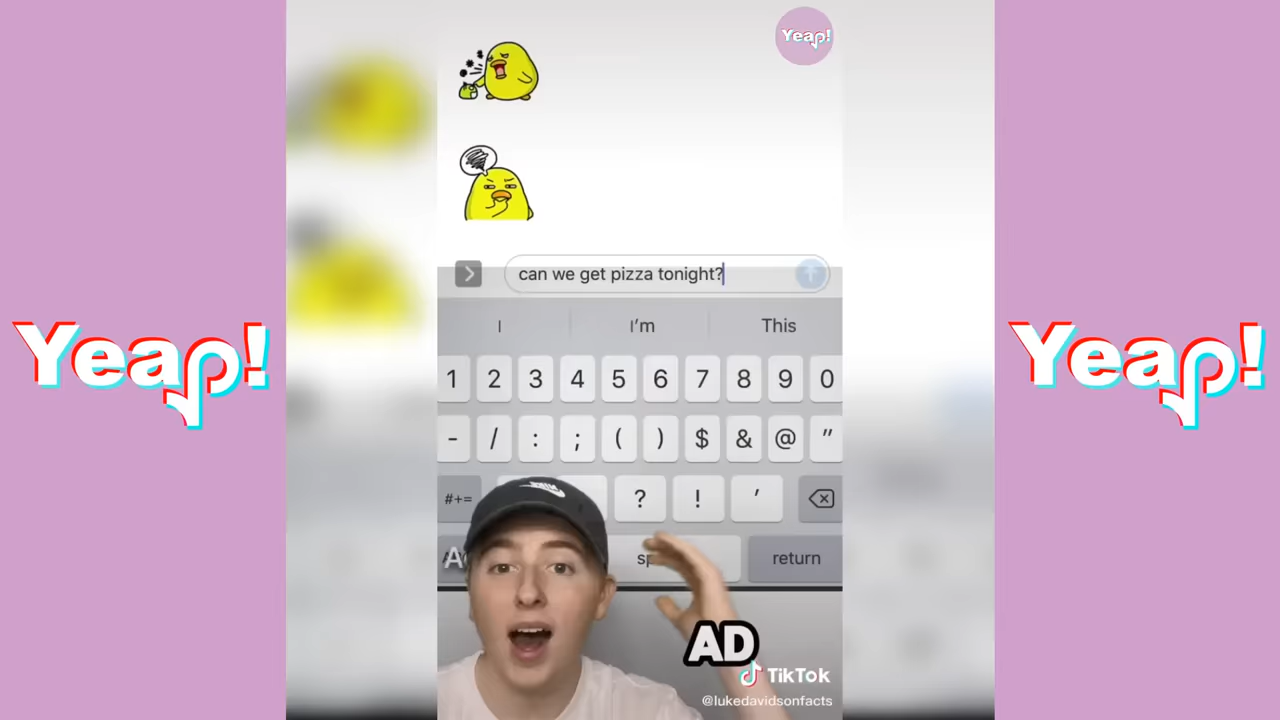 Yeap!
can we get pizza tonight?
I
I'm
This
1 2 3 4 5 6 7 8 9 0
- / : ; ( ) $ & @ "
#+= ? ! '
return
AD
TikTok
@lukedavidsonfacts
Yeap!
Yeap!